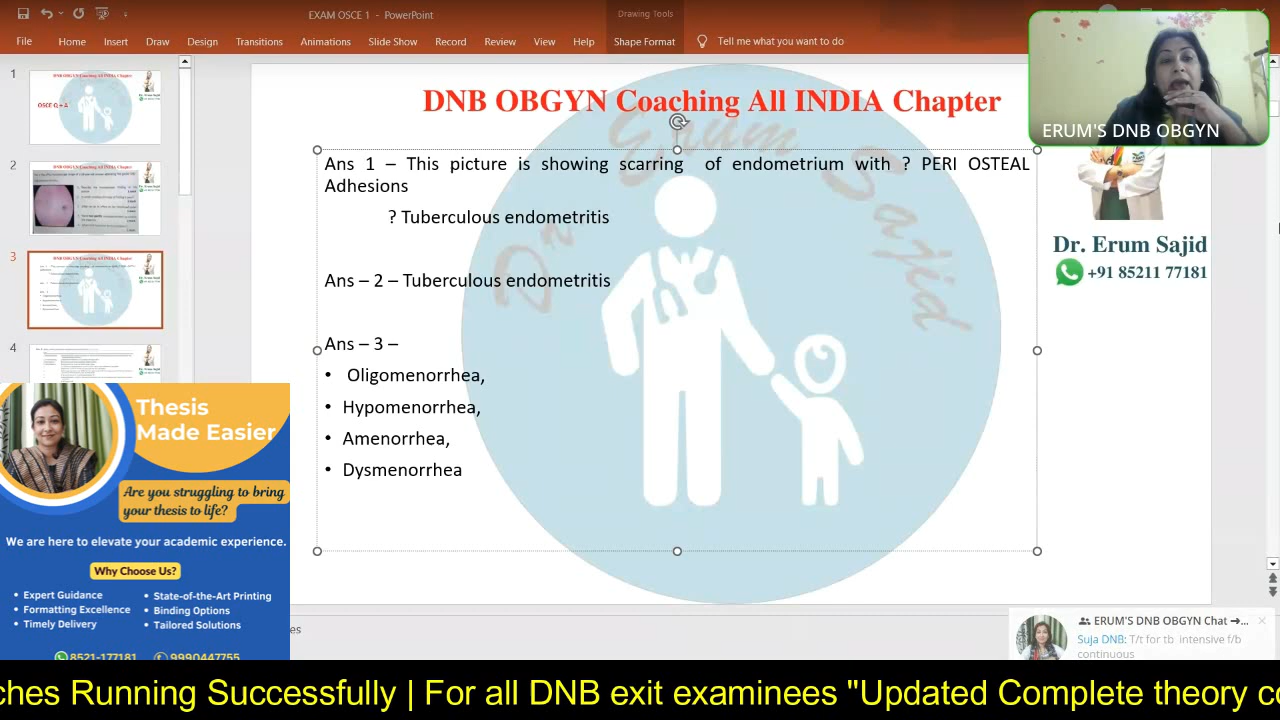 EXAM OSCE 1 - PowerPoint
Drawing Tools
File Home Insert Draw Design Transitions Animations Slide Show Record Review View Help Shape Format Tell me what you want to do
ERUM'S DNB OBGYN
1
2
3
4
DNB OBGYN Coaching All INDIA Chapter
Ans 1 – This picture is showing scarring of endometrium with ? PERI OSTEAL
Adhesions
? Tuberculous endometritis
Ans – 2 – Tuberculous endometritis
Ans – 3 –
• Oligomenorrhea,
• Hypomenorrhea,
• Amenorrhea,
• Dysmenorrhea
Dr. Erum Sajid
+91 85211 77181
Thesis
Made Easier
Are you struggling to bring
your thesis to life?
We are here to elevate your academic experience.
Why Choose Us?
• Expert Guidance
• Formatting Excellence
• Timely Delivery
• State-of-the-Art Printing
• Binding Options
• Tailored Solutions
8521-177181 9990447755
es
ERUM'S DNB OBGYN Chat ➔...
Suja DNB: T/t for tb intensive f/b
continuous
ches Running Successfully | For all DNB exit examinees "Updated Complete theory co